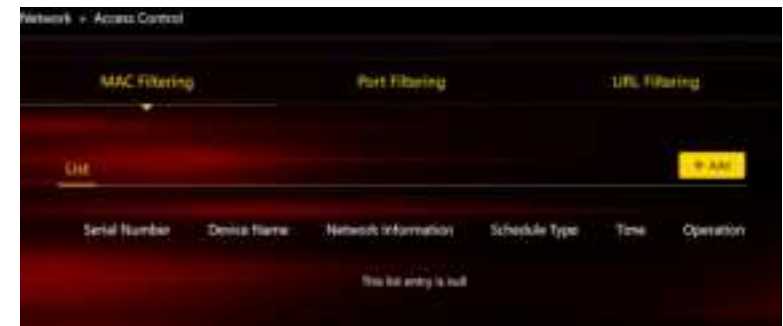 Network > Access Control
MAC Filtering Port Filtering URL Filtering
List + Add
Serial Number Device Name Network Information Schedule Type Time Operation
This list entry is null